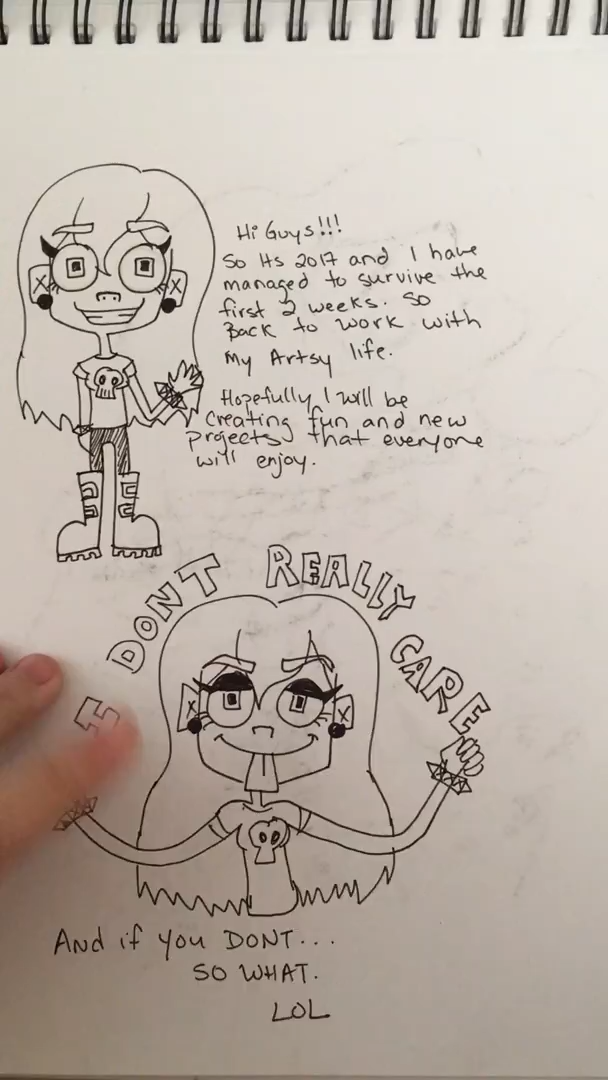 Hi Guys!!!
So Its 2017 and I have
managed to survive the
first 2 weeks. So
Back to work with
My Artsy life.
Hopefully I will be
creating fun and new
projects that everyone
will enjoy.
I DONT REALLY CARE
And if you DONT...
SO WHAT.
LOL